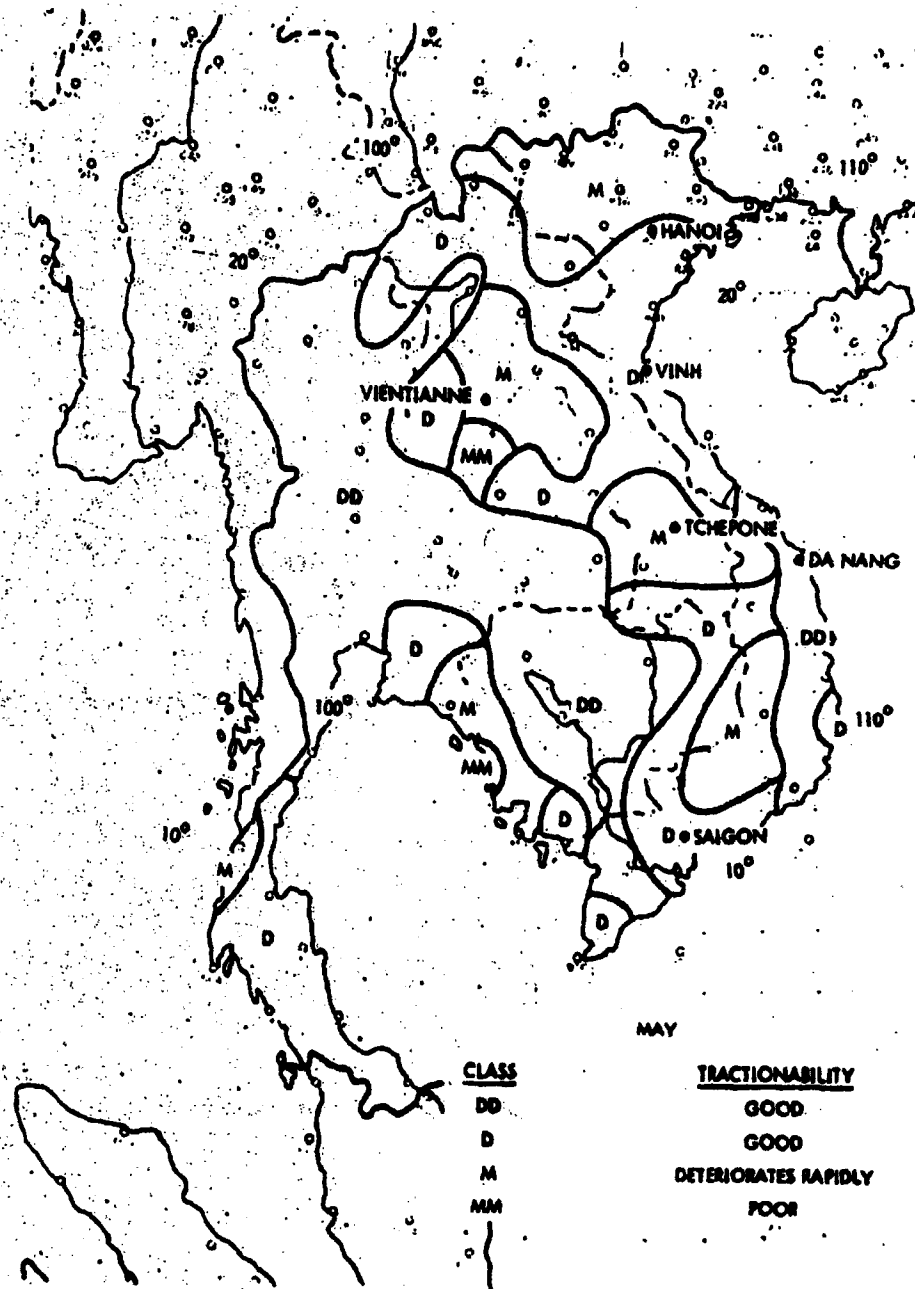 C
100°
110°
M
HANOI
D
20°
20°
D
VINH
M
VIENTIANNE
D
MM
D
DD
M
TCHEPONE
DA NANG
C
D
D
DD
100°
M
DD
M
D
110°
MM
10°
D
D
SAIGON
10°
M
D
D
MAY
CLASS TRACTIONABILITY
DD GOOD
D GOOD
M DETERIORATES RAPIDLY
MM POOR